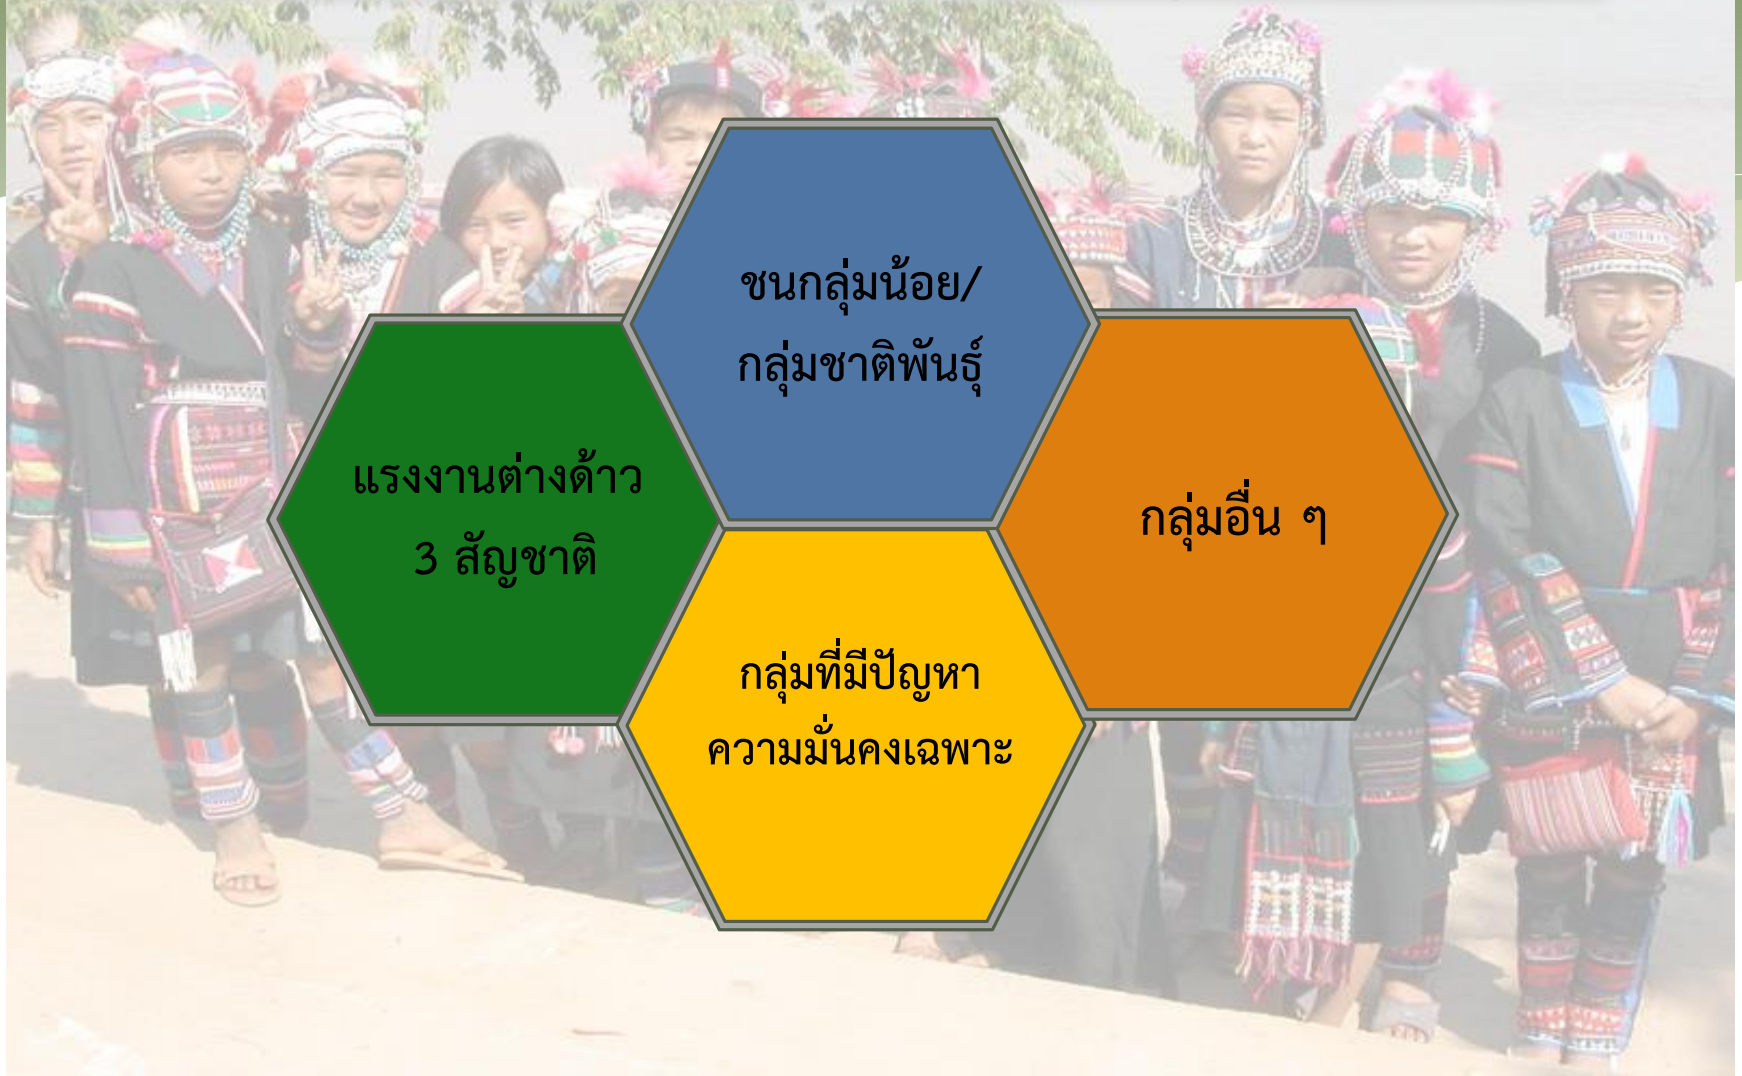 ชนกลุ่มน้อย/
กลุ่มชาติพันธุ์
แรงงานต่างด้าว
3 สัญชาติ
กลุ่มอื่น ๆ
กลุ่มที่มีปัญหา
ความมั่นคงเฉพาะ